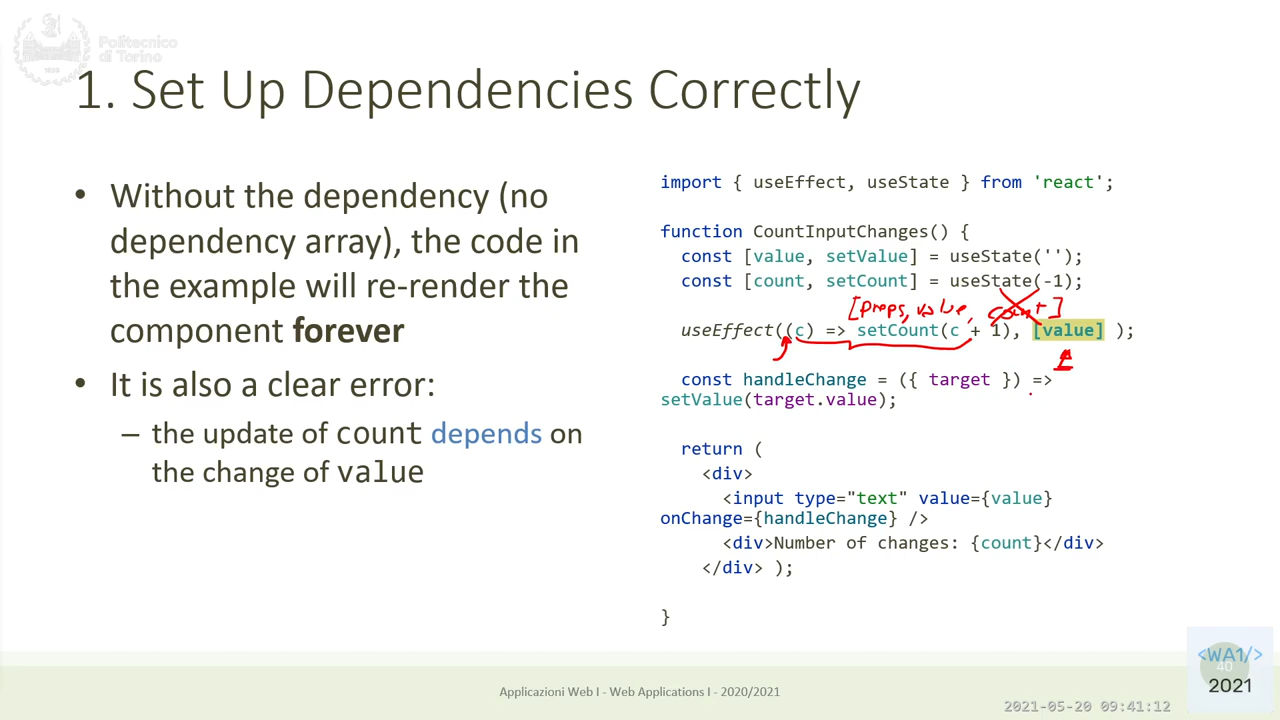 Politecnico
di Torino
1. Set Up Dependencies Correctly
• Without the dependency (no
dependency array), the code in
the example will re-render the
component forever
• It is also a clear error:
– the update of count depends on
the change of value
import { useEffect, useState } from 'react';
function CountInputChanges() {
const [value, setValue] = useState('');
const [count, setCount] = useState(-1);
[props, value, count]
useEffect((c) => setCount(c + 1), [value] );
const handleChange = ({ target }) =>
setValue(target.value);
return (
<div>
<input type="text" value={value}
onChange={handleChange} />
<div>Number of changes: {count}</div>
</div> );
}
Applicazioni Web I - Web Applications I - 2020/2021
<WA1/>
40
2021
2021-05-20 09:41:12